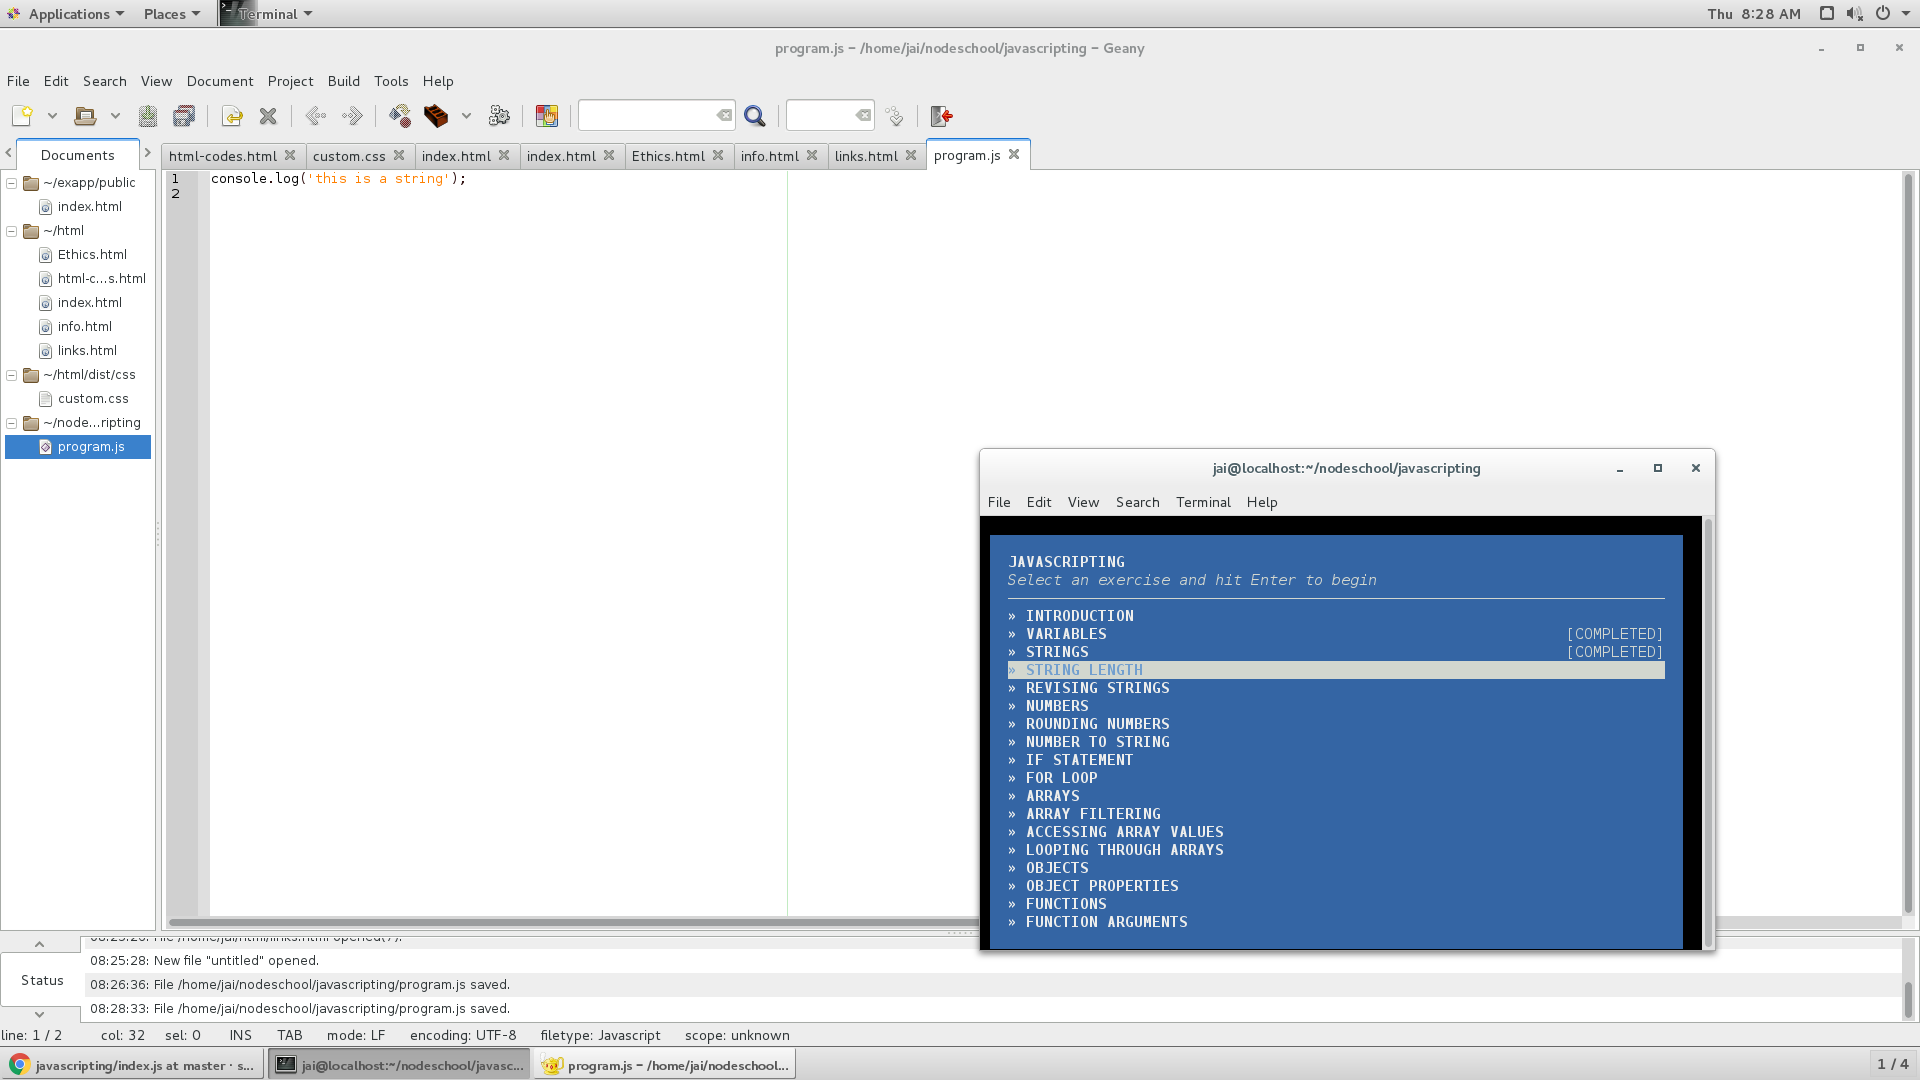 Applications Places Terminal Thu 8:28 AM
program.js – /home/jai/nodeschool/javascripting – Geany
File Edit Search View Document Project Build Tools Help
Documents html-codes.html custom.css index.html index.html Ethics.html info.html links.html program.js
~/exapp/public
index.html
~/html
Ethics.html
html-c...s.html
index.html
info.html
links.html
~/html/dist/css
custom.css
~/node...ripting
program.js
1 console.log('this is a string');
2
jai@localhost:~/nodeschool/javascripting
File Edit View Search Terminal Help
JAVASCRIPTING
Select an exercise and hit Enter to begin
» INTRODUCTION
» VARIABLES [COMPLETED]
» STRINGS [COMPLETED]
» STRING LENGTH
» REVISING STRINGS
» NUMBERS
» ROUNDING NUMBERS
» NUMBER TO STRING
» IF STATEMENT
» FOR LOOP
» ARRAYS
» ARRAY FILTERING
» ACCESSING ARRAY VALUES
» LOOPING THROUGH ARRAYS
» OBJECTS
» OBJECT PROPERTIES
» FUNCTIONS
» FUNCTION ARGUMENTS
Status
File /home/jai/html/links.html opened(7).
08:25:28: New file "untitled" opened.
08:26:36: File /home/jai/nodeschool/javascripting/program.js saved.
08:28:33: File /home/jai/nodeschool/javascripting/program.js saved.
line: 1 / 2 col: 32 sel: 0 INS TAB mode: LF encoding: UTF-8 filetype: Javascript scope: unknown
javascripting/index.js at master · s... jai@localhost:~/nodeschool/javasc... program.js – /home/jai/nodeschool... 1 / 4